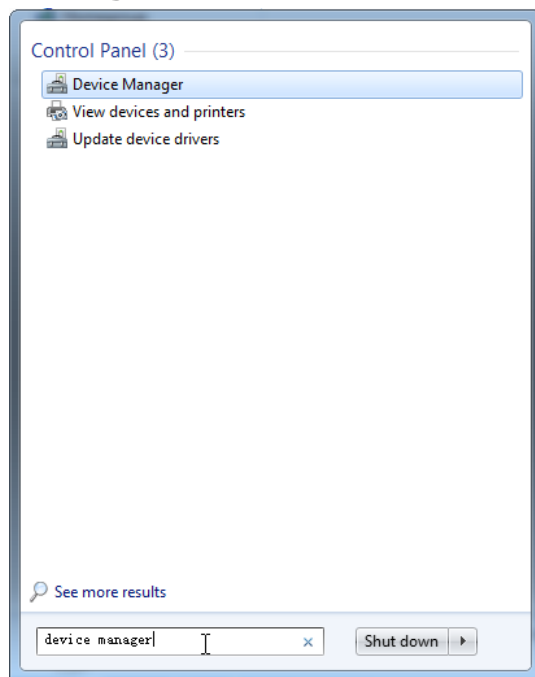 Control Panel (3)
Device Manager
View devices and printers
Update device drivers
See more results
device manager
Shut down